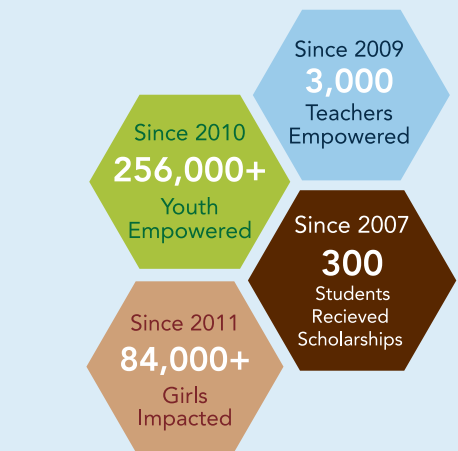 Since 2009
3,000
Teachers
Empowered
Since 2010
256,000+
Youth
Empowered
Since 2007
300
Students
Recieved
Scholarships
Since 2011
84,000+
Girls
Impacted